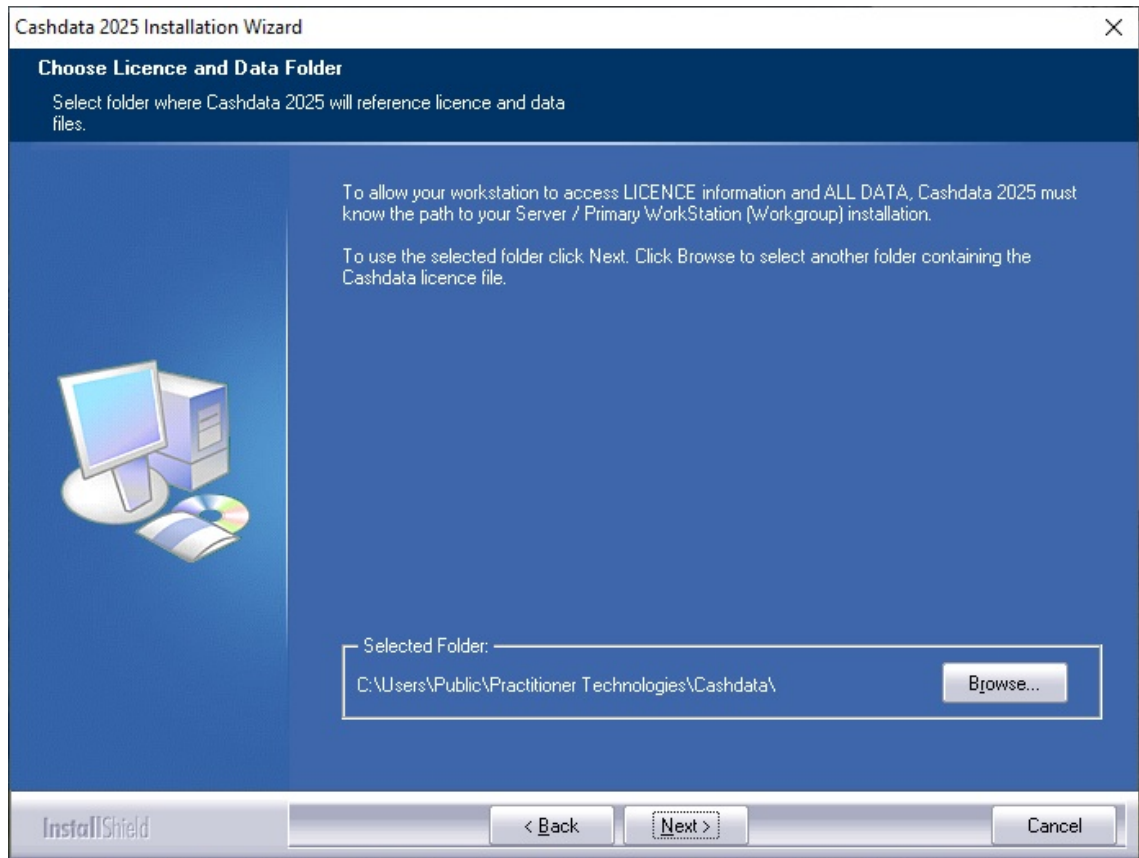 Cashdata 2025 Installation Wizard
Choose Licence and Data Folder
Select folder where Cashdata 2025 will reference licence and data
files.
To allow your workstation to access LICENCE information and ALL DATA, Cashdata 2025 must
know the path to your Server / Primary WorkStation (Workgroup) installation.
To use the selected folder click Next. Click Browse to select another folder containing the
Cashdata licence file.
Selected Folder:
C:\Users\Public\Practitioner Technologies\Cashdata\
Browse...
InstallShield
< Back
Next >
Cancel